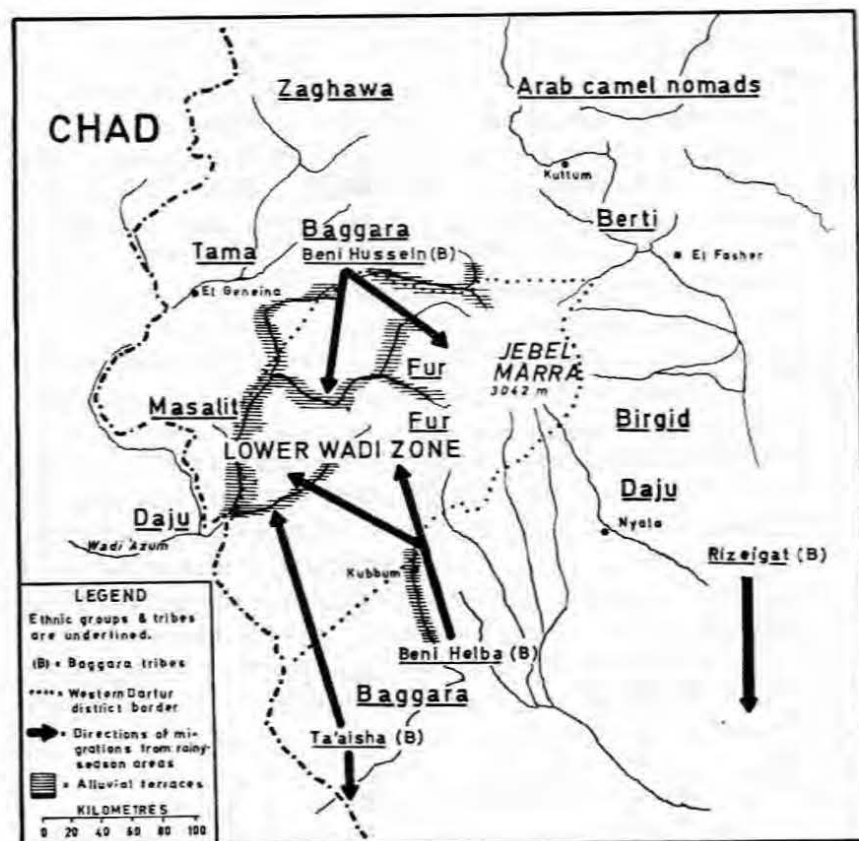 Zaghawa
Arab camel nomads
CHAD
Kuttum
Berti
Baggara
Tama
Beni Hussein (B)
El Fasher
El Geneina
JEBEL
MARRA
3042 m
Fur
Masalit
Fur
Birgid
LOWER WADI ZONE
Daju
Daju
Nyala
Wadi Azum
Rizeigat (B)
Kubbum
LEGEND
Ethnic groups & tribes
are underlined.
(B) = Baggara tribes
= Western Darfur
district border
= Directions of mi-
grations from rainy-
season areas
= Alluvial terraces
KILOMETRES
0 20 40 60 80 100
Beni Helba (B)
Baggara
Ta'aisha (B)